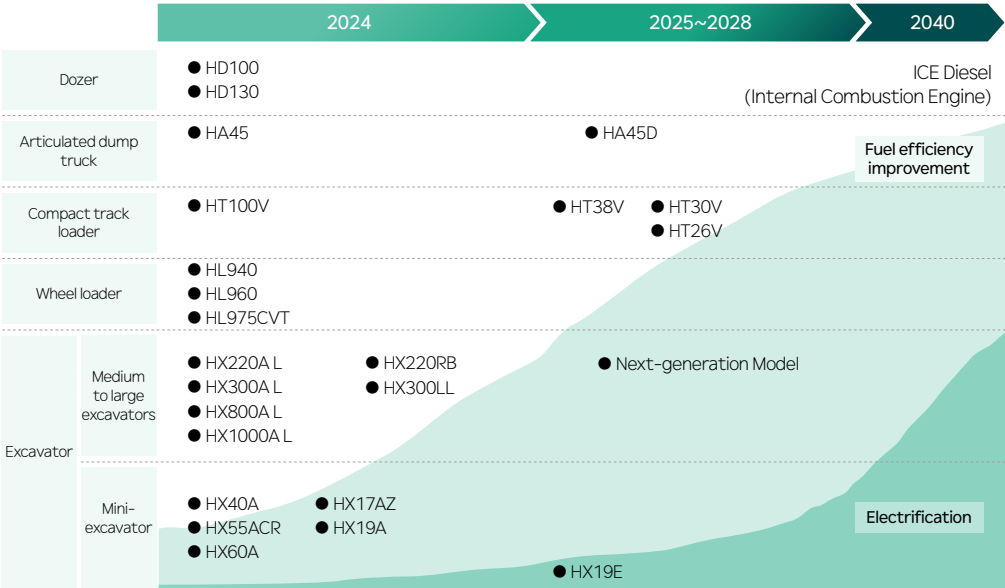 2024
2025~2028
2040
Dozer
HD100
HD130
ICE Diesel
(Internal Combustion Engine)
Articulated dump
truck
HA45
HA45D
Fuel efficiency
improvement
Compact track
loader
HT100V
HT38V
HT30V
HT26V
Wheel loader
HL940
HL960
HL975CVT
Excavator
Medium
to large
excavators
HX220A L
HX300A L
HX800A L
HX1000A L
HX220RB
HX300LL
Next-generation Model
Mini-
excavator
HX40A
HX55ACR
HX60A
HX17AZ
HX19A
HX19E
Electrification